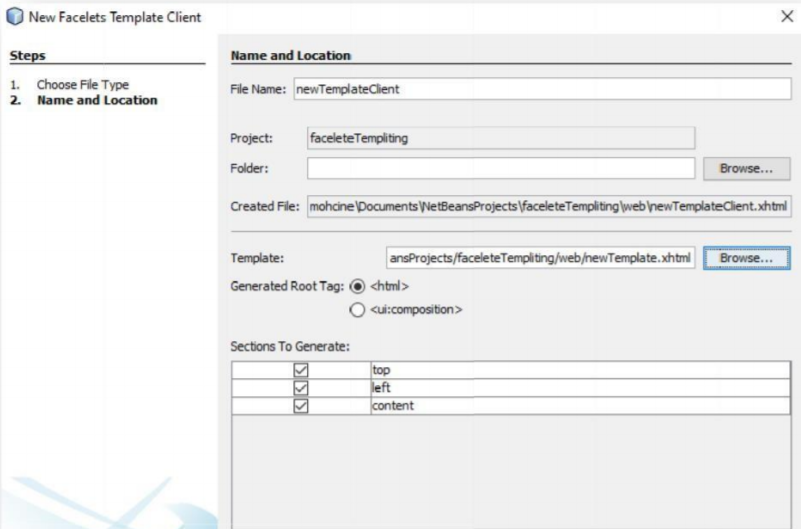 New Facelets Template Client
Steps
1. Choose File Type
2. Name and Location
Name and Location
File Name: newTemplateClient
Project: faceleteTempliting
Folder: Browse...
Created File: mohcine\Documents\NetBeansProjects\faceleteTempliting\web\newTemplateClient.xhtml
Template: ansProjects/faceleteTempliting/web/newTemplate.xhtml Browse...
Generated Root Tag: <html>
<ui:composition>
Sections To Generate:
top
left
content